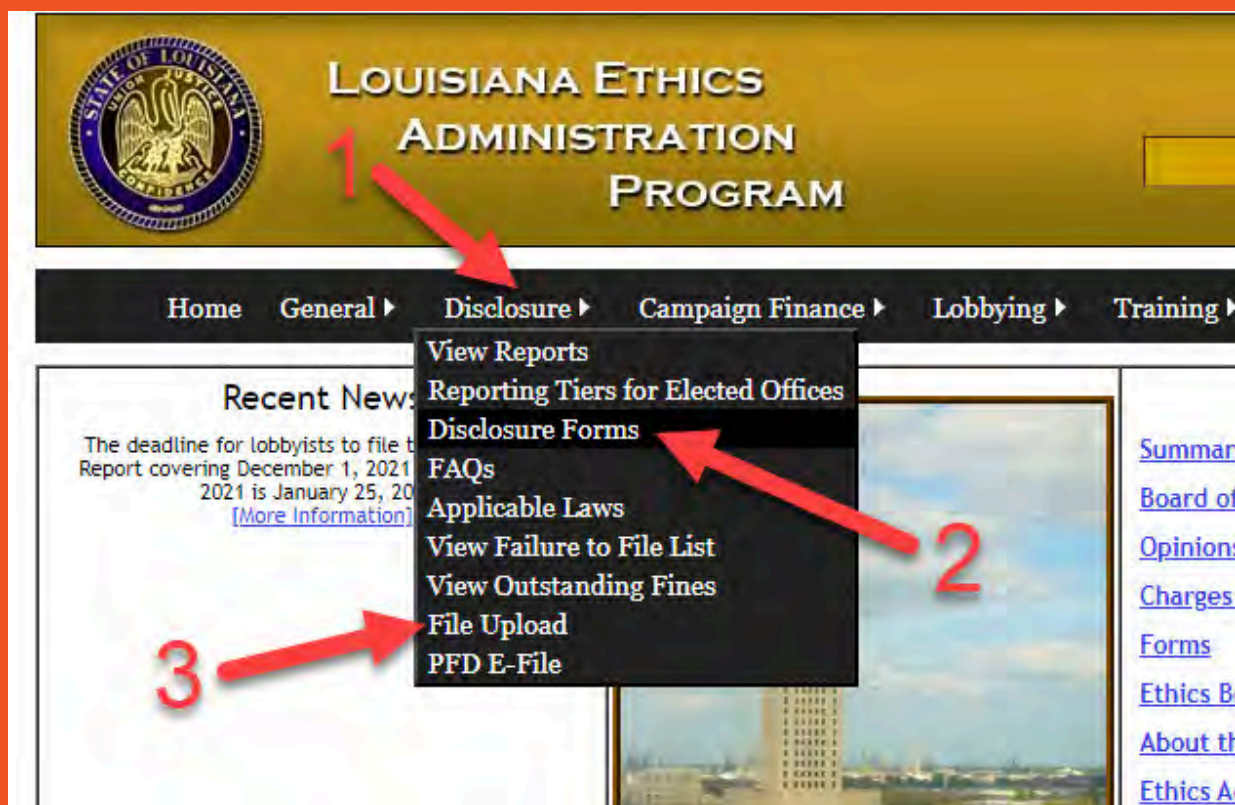 STATE OF LOUISIANA
UNION JUSTICE
CONFIDENCE
LOUISIANA ETHICS
ADMINISTRATION
PROGRAM
1
Home General Disclosure Campaign Finance Lobbying Training
View Reports
Reporting Tiers for Elected Offices
Disclosure Forms
FAQs
Applicable Laws
View Failure to File List
View Outstanding Fines
File Upload
PFD E-File
2
3
Recent News
The deadline for lobbyists to file t
Report covering December 1, 2021
2021 is January 25, 20
[More Information]
Summar
Board of
Opinions
Charges
Forms
Ethics B
About th
Ethics A